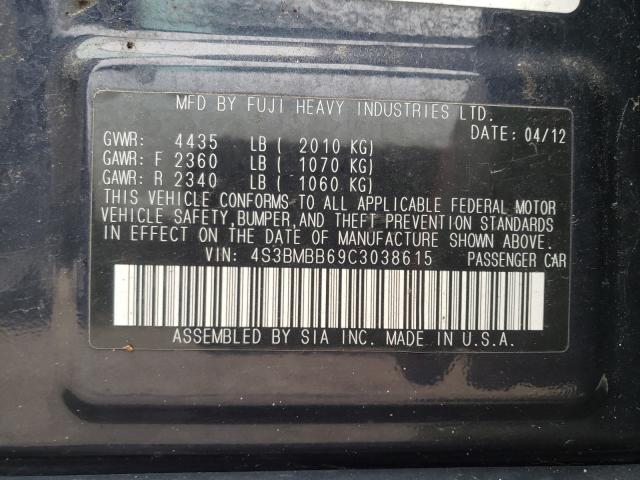 MFD BY FUJI HEAVY INDUSTRIES LTD.
DATE: 04/12
GVWR: 4435 LB ( 2010 KG)
GAWR: F 2360 LB ( 1070 KG)
GAWR: R 2340 LB ( 1060 KG)
THIS VEHICLE CONFORMS TO ALL APPLICABLE FEDERAL MOTOR
VEHICLE SAFETY, BUMPER, AND THEFT PREVENTION STANDARDS
IN EFFECT ON THE DATE OF MANUFACTURE SHOWN ABOVE.
VIN: 4S3BMBB69C3038615 PASSENGER CAR
ASSEMBLED BY SIA INC. MADE IN U.S.A.